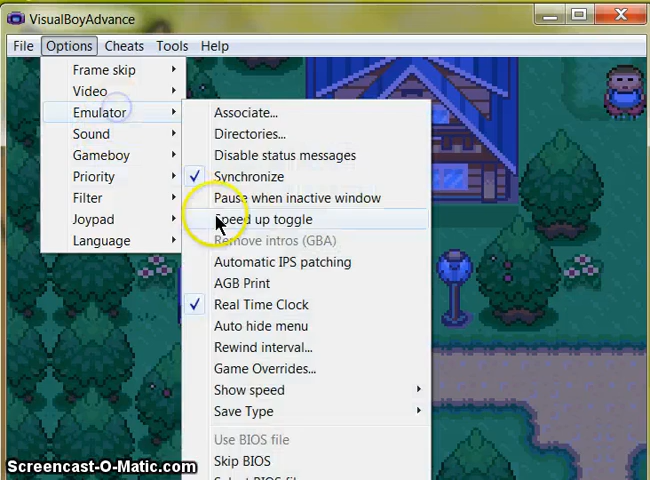 VisualBoyAdvance
File Options Cheats Tools Help
Frame skip
Video
Emulator
Sound
Gameboy
Priority
Filter
Joypad
Language
Associate...
Directories...
Disable status messages
Synchronize
Pause when inactive window
Speed up toggle
Remove intros (GBA)
Automatic IPS patching
AGB Print
Real Time Clock
Auto hide menu
Rewind interval...
Game Overrides...
Show speed
Save Type
Use BIOS file
Skip BIOS
Select BIOS file
Screencast-O-Matic.com